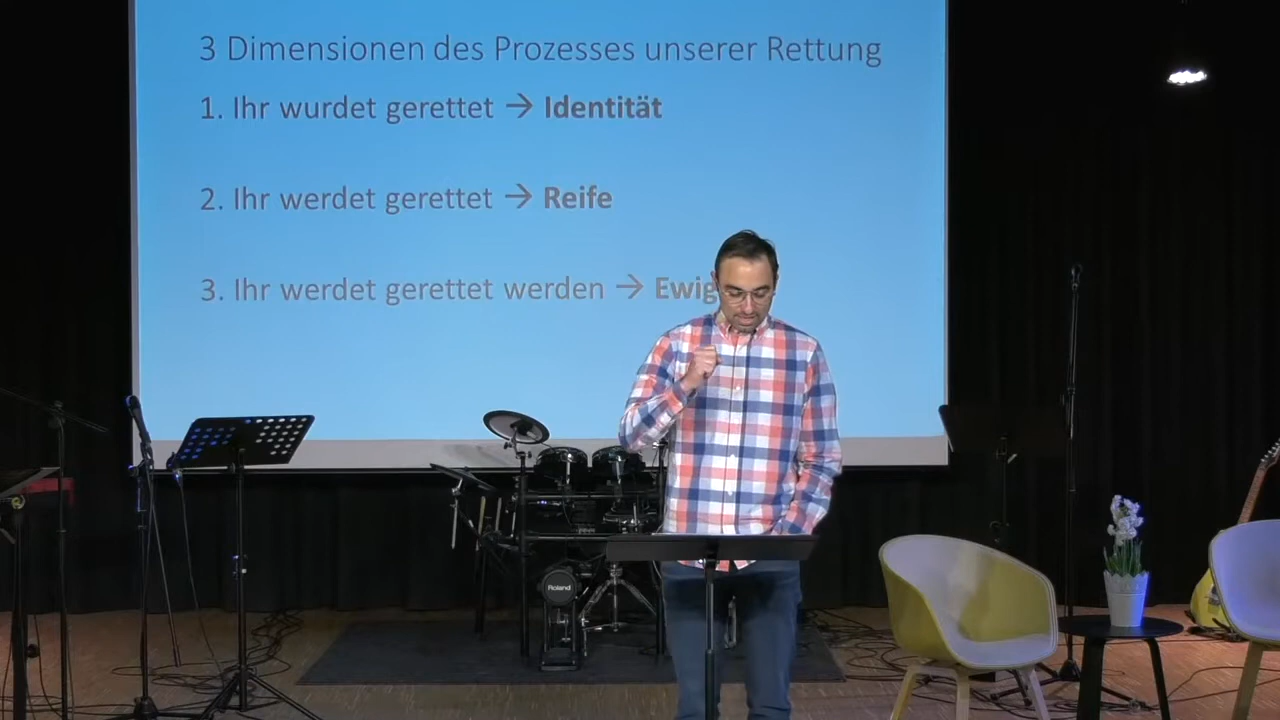 3 Dimensionen des Prozesses unserer Rettung
1. Ihr wurdet gerettet → Identität
2. Ihr werdet gerettet → Reife
3. Ihr werdet gerettet werden →
Roland